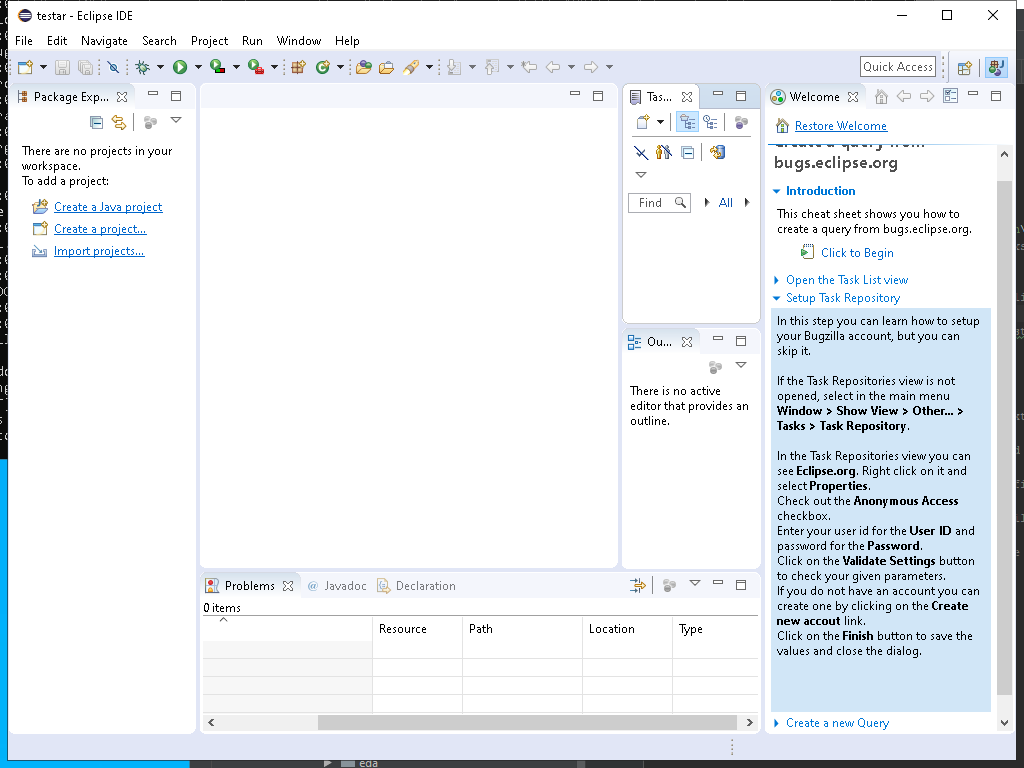 testar - Eclipse IDE
File Edit Navigate Search Project Run Window Help
Quick Access
Package Exp...
There are no projects in your
workspace.
To add a project:
Create a Java project
Create a project...
Import projects...
Tas...
Find
All
Ou...
There is no active
editor that provides an
outline.
Welcome
Restore Welcome
bugs.eclipse.org
Introduction
This cheat sheet shows you how to
create a query from bugs.eclipse.org.
Click to Begin
Open the Task List view
Setup Task Repository
In this step you can learn how to setup
your Bugzilla account, but you can
skip it.
If the Task Repositories view is not
opened, select in the main menu
Window > Show View > Other... >
Tasks > Task Repository.
In the Task Repositories view you can
see Eclipse.org. Right click on it and
select Properties.
Check out the Anonymous Access
checkbox.
Enter your user id for the User ID and
password for the Password.
Click on the Validate Settings button
to check your given parameters.
If you do not have an account you can
create one by clicking on the Create
new accout link.
Click on the Finish button to save the
values and close the dialog.
Create a new Query
Problems Javadoc Declaration
0 items
Resource Path Location Type
eda